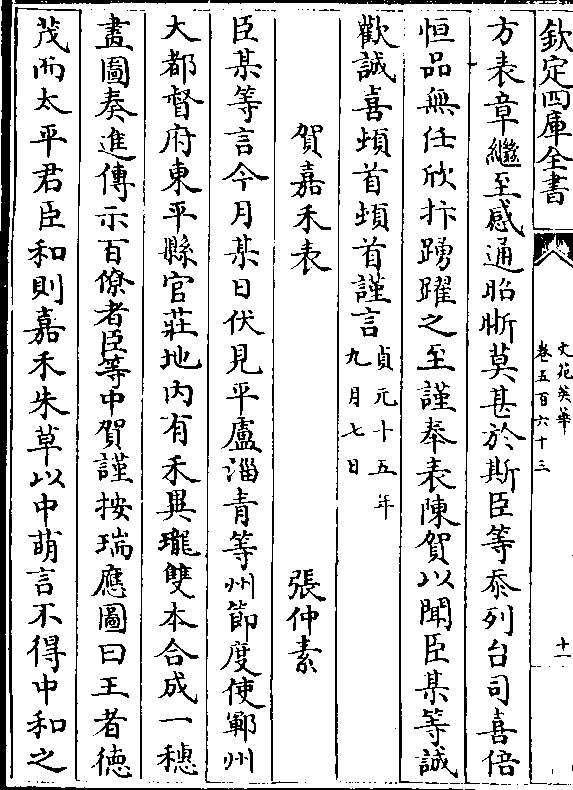 欽定四庫全書
文苑英華
卷五百六十三
十一
方表章繼至感通昭晣莫甚於斯臣等忝列台司喜倍
恒品無任欣抃踴躍之至謹奉表陳賀以聞臣某等誠
歡誠喜頓首頓首謹言貞元十五年
九月七日
賀嘉禾表
張仲素
臣某等言今月某日伏見平盧淄青等州節度使鄆州
大都督府東平縣官莊地內有禾異壠雙本合成一穗
畫圖奏進傳示百僚者臣等中賀謹按瑞應圖曰王者徳
茂而太平君臣和則嘉禾朱草以中萌言不得中和之